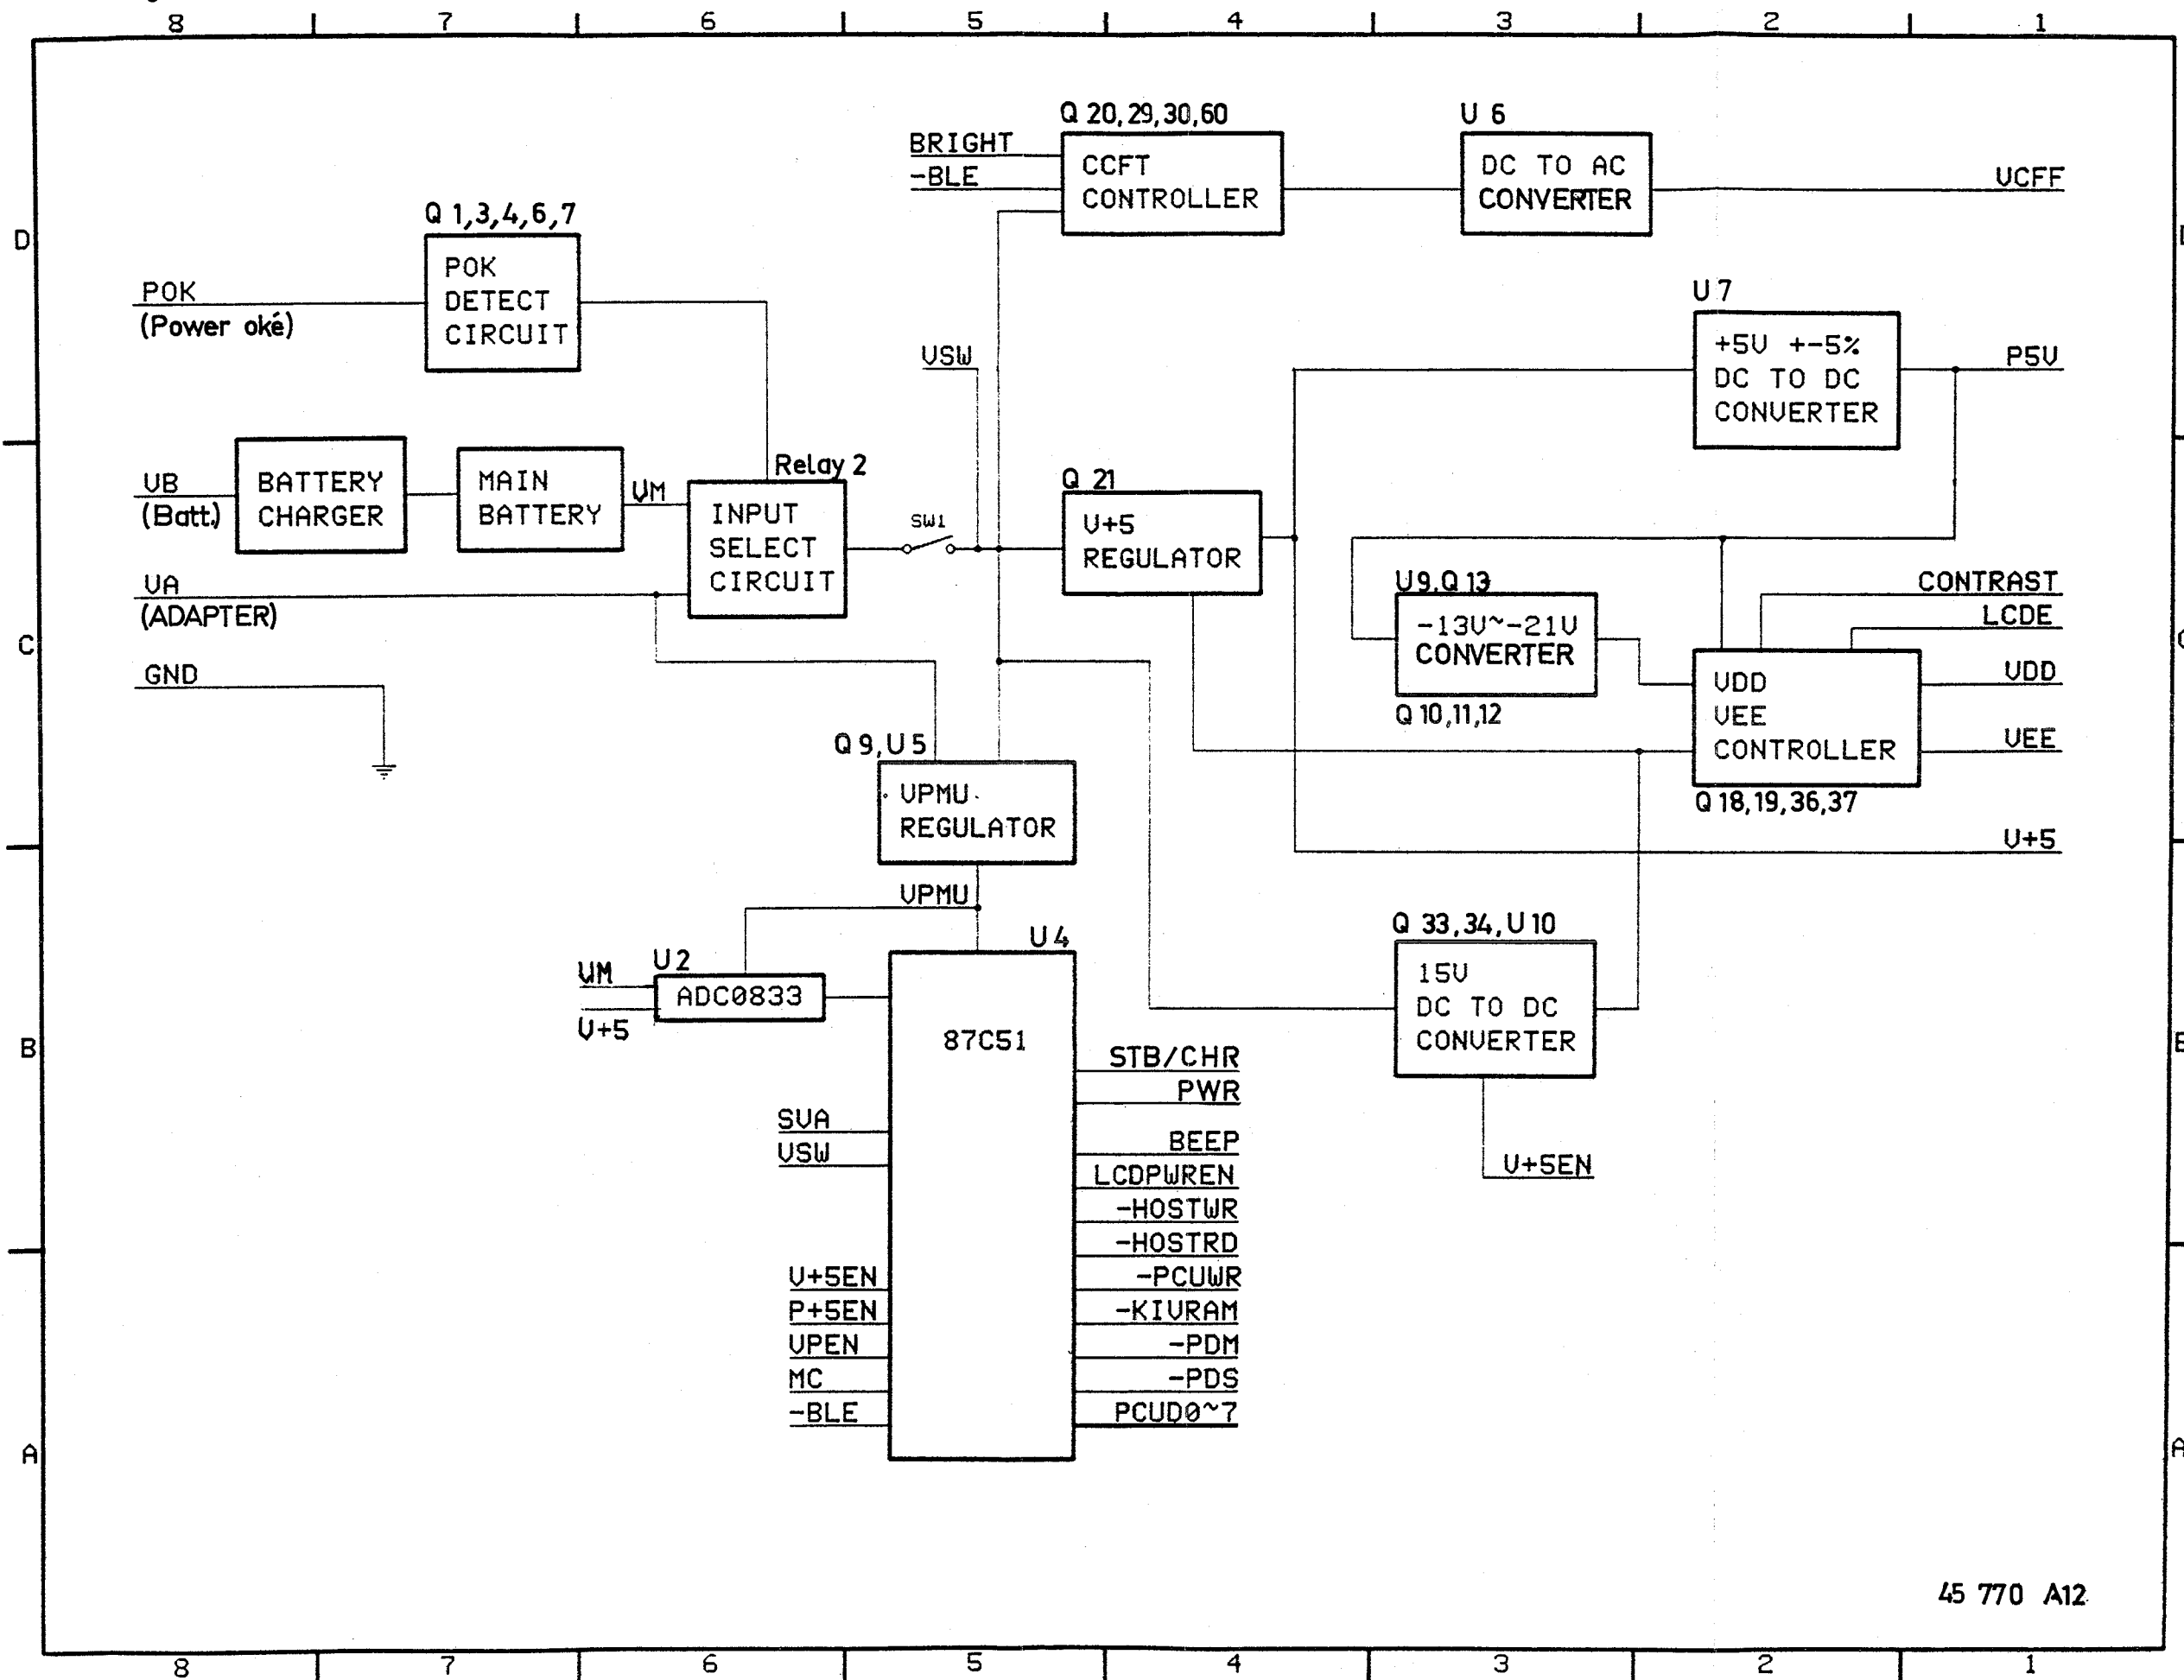 8 7 6 5 4 3 2 1
D
C
B
A
Q 20,29,30,60
BRIGHT
-BLE
CCFT
CONTROLLER
U 6
DC TO AC
CONVERTER
VCFF
Q 1,3,4,6,7
POK
(Power oké)
POK
DETECT
CIRCUIT
VSW
U 7
+5V +-5%
DC TO DC
CONVERTER
P5V
VB
(Batt.)
BATTERY
CHARGER
MAIN
BATTERY
VM
Relay 2
INPUT
SELECT
CIRCUIT
SW1
Q 21
V+5
REGULATOR
VA
(ADAPTER)
GND
U9,Q 13
-13V~-21V
CONVERTER
Q 10,11,12
CONTRAST
LCDE
VDD
VEE
CONTROLLER
VDD
VEE
Q 18,19,36,37
V+5
Q 9, U 5
VPMU
REGULATOR
VPMU
U 2
VM
V+5
ADC0833
U 4
87C51
SVA
VSW
V+5EN
P+5EN
VPEN
MC
-BLE
STB/CHR
PWR
BEEP
LCDPWREN
-HOSTWR
-HOSTRD
-PCUWR
-KIVRAM
-PDM
-PDS
PCUD0~7
Q 33,34,U 10
15V
DC TO DC
CONVERTER
V+5EN
45 770 A12
A
8 7 6 5 4 3 2 1